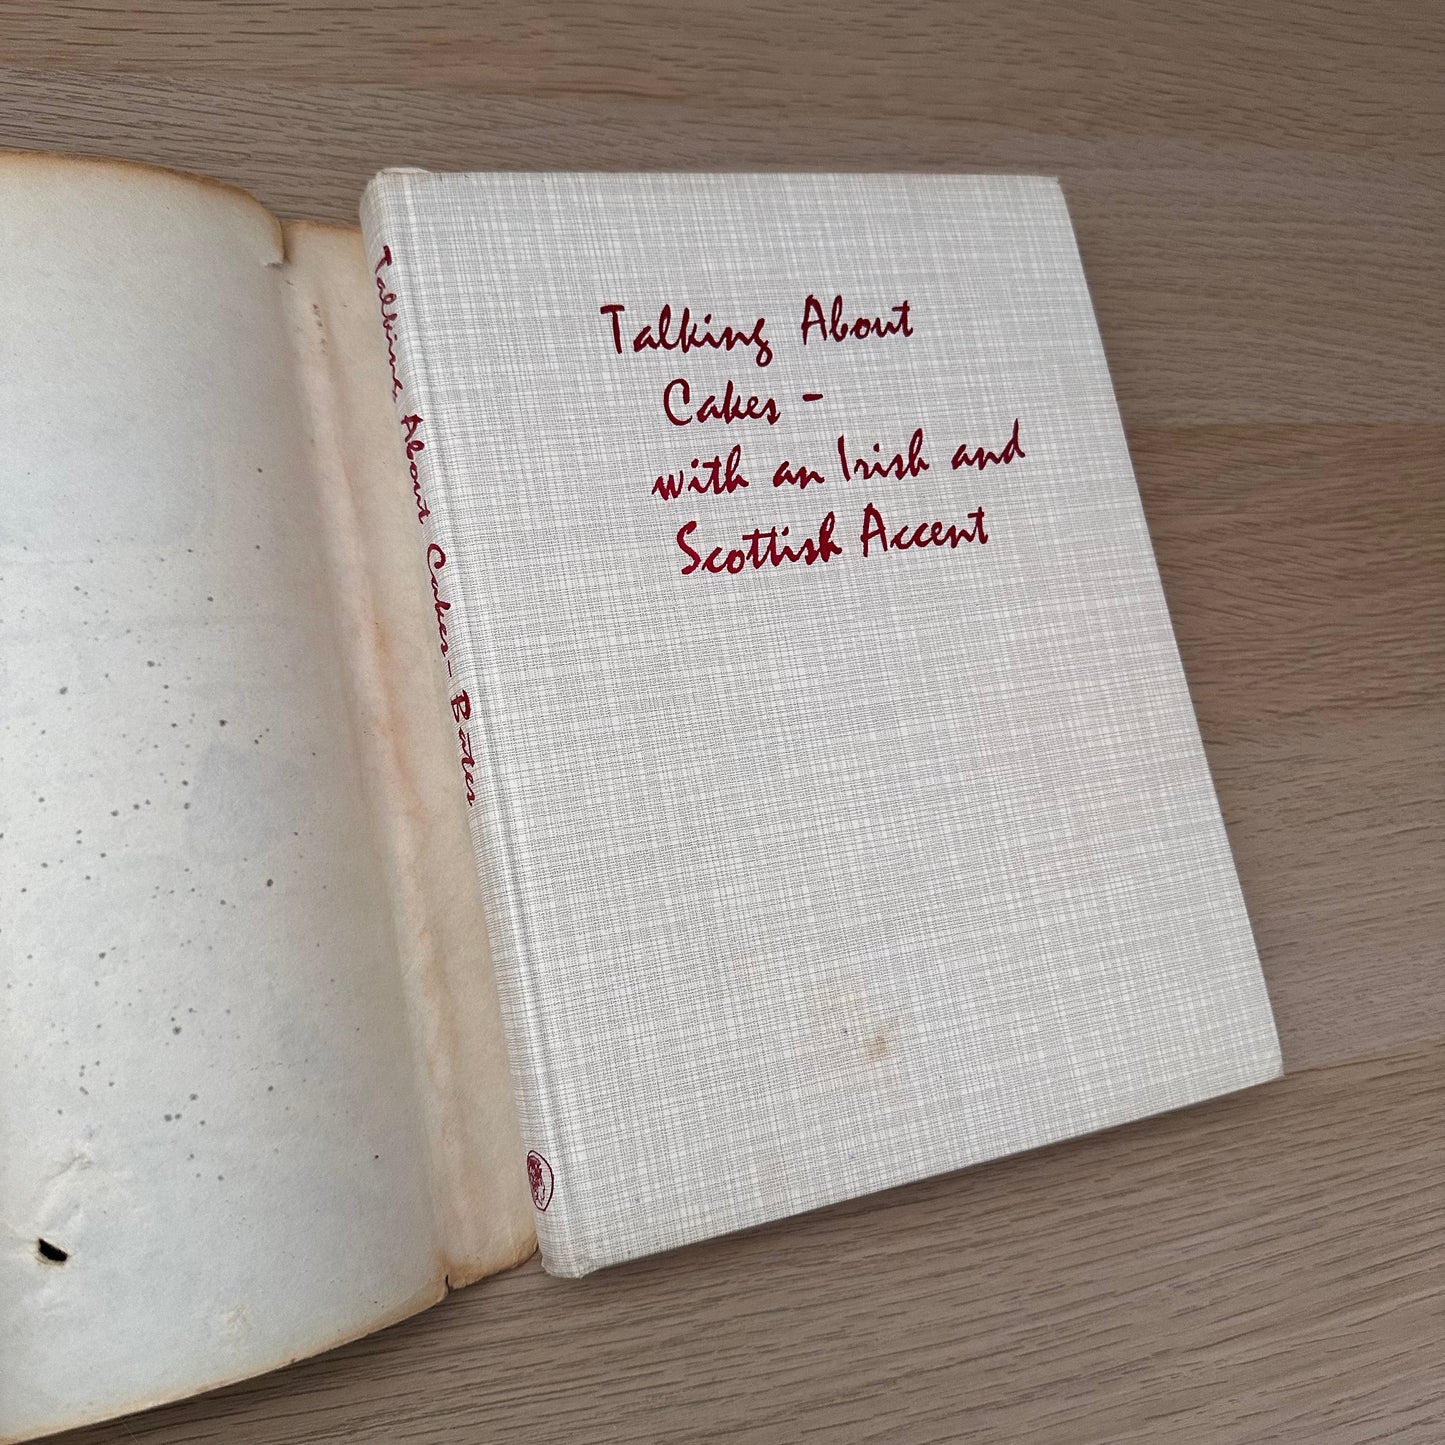 Talking About
Cakes -
with an Irish and
Scottish Accent
Talking About Cakes - Bates